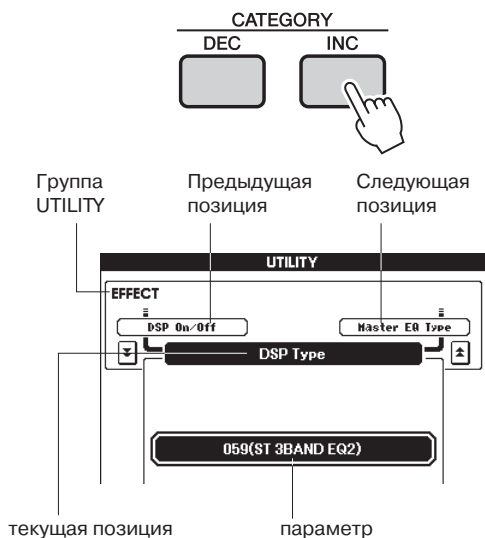 CATEGORY
DEC
INC
Группа
UTILITY
Предыдущая
позиция
Следующая
позиция
UTILITY
EFFECT
DSP On/Off
Master EQ Type
DSP Type
059(ST 3BAND EQ2)
текущая позиция
параметр